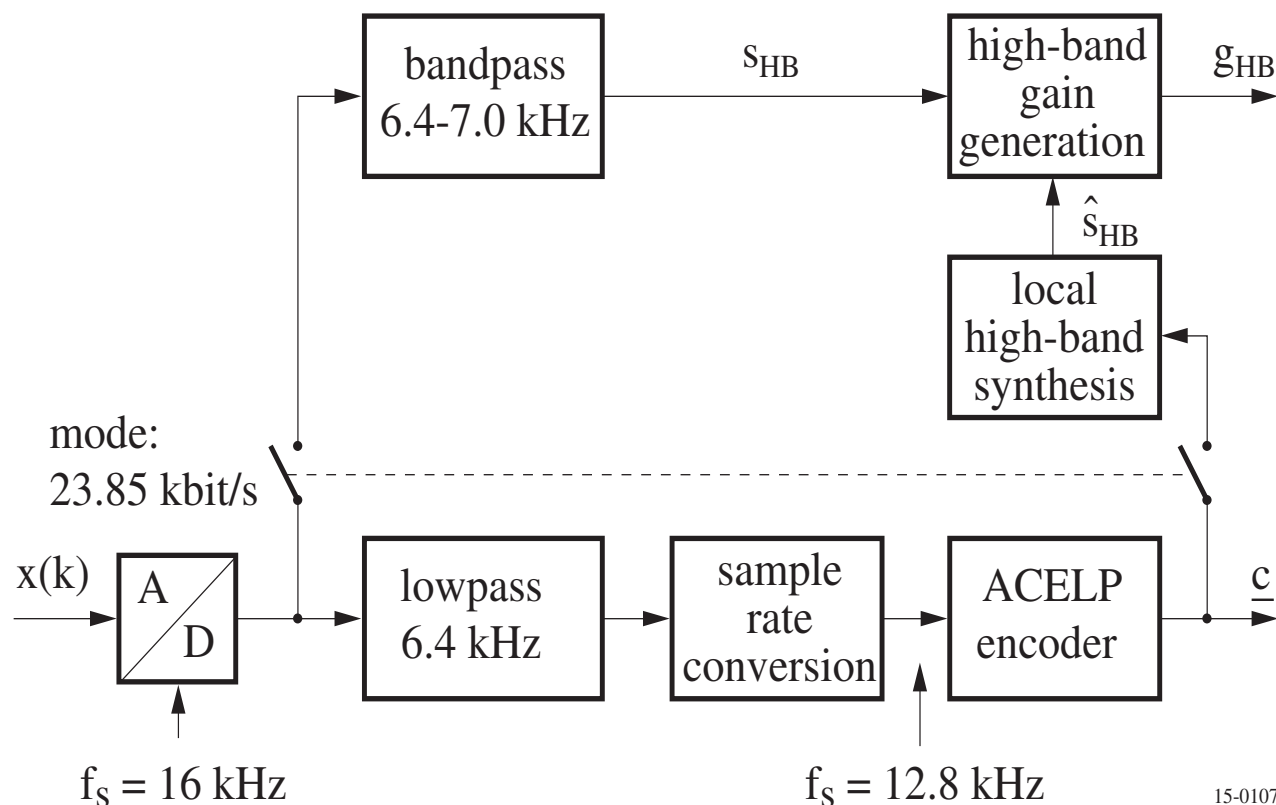 bandpass
6.4-7.0 kHz
s_HB
high-band
gain
generation
g_HB
ŝ_HB
local
high-band
synthesis
mode:
23.85 kbit/s
x(k)
A
D
lowpass
6.4 kHz
sample
rate
conversion
ACELP
encoder
c
f_s = 16 kHz
f_s = 12.8 kHz
15-0107